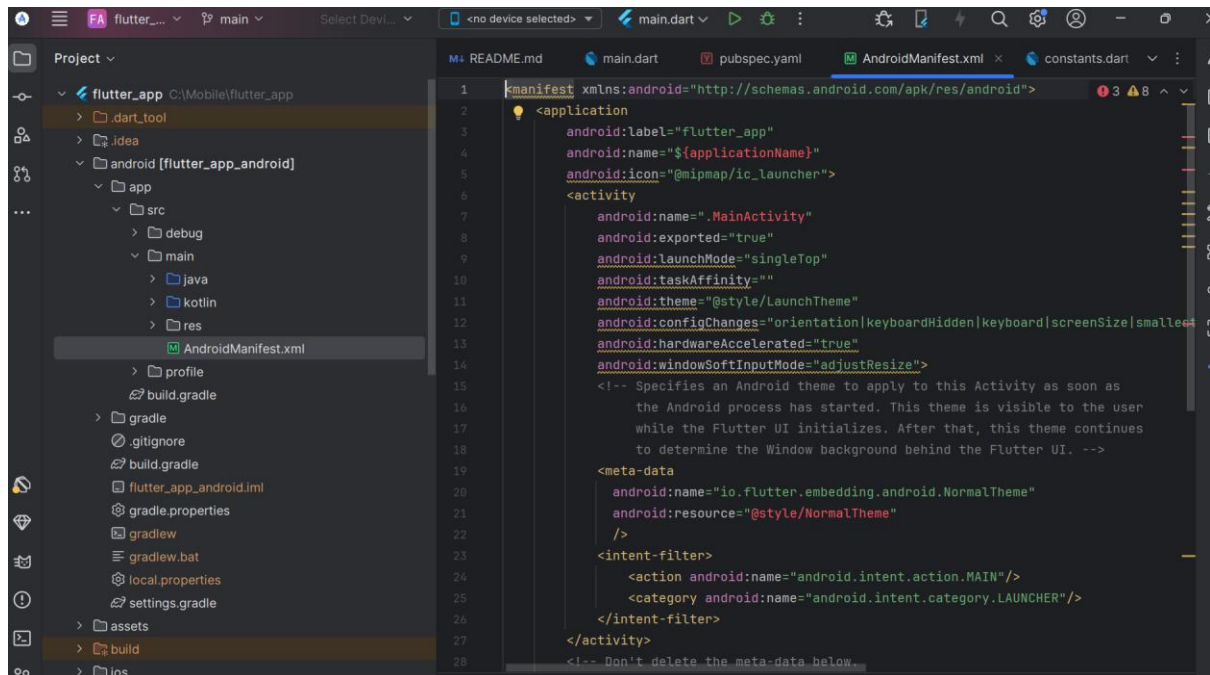 FA flutter_... main Select Devi... <no device selected> main.dart
Project
README.md main.dart pubspec.yaml AndroidManifest.xml constants.dart
flutter_app C:\Mobile\flutter_app
.dart_tool
.idea
android [flutter_app_android]
app
src
debug
main
java
kotlin
res
AndroidManifest.xml
profile
build.gradle
gradle
.gitignore
build.gradle
flutter_app_android.iml
gradle.properties
gradlew
gradlew.bat
local.properties
settings.gradle
assets
build
ios
3 8
1 <manifest xmlns:android="http://schemas.android.com/apk/res/android">
2 <application
3 android:label="flutter_app"
4 android:name="${applicationName}"
5 android:icon="@mipmap/ic_launcher">
6 <activity
7 android:name=".MainActivity"
8 android:exported="true"
9 android:launchMode="singleTop"
10 android:taskAffinity=""
11 android:theme="@style/LaunchTheme"
12 android:configChanges="orientation|keyboardHidden|keyboard|screenSize|smallest
13 android:hardwareAccelerated="true"
14 android:windowSoftInputMode="adjustResize">
15 <!-- Specifies an Android theme to apply to this Activity as soon as
16 the Android process has started. This theme is visible to the user
17 while the Flutter UI initializes. After that, this theme continues
18 to determine the Window background behind the Flutter UI. -->
19 <meta-data
20 android:name="io.flutter.embedding.android.NormalTheme"
21 android:resource="@style/NormalTheme"
22 />
23 <intent-filter>
24 <action android:name="android.intent.action.MAIN"/>
25 <category android:name="android.intent.category.LAUNCHER"/>
26 </intent-filter>
27 </activity>
28 <!-- Don't delete the meta-data below.